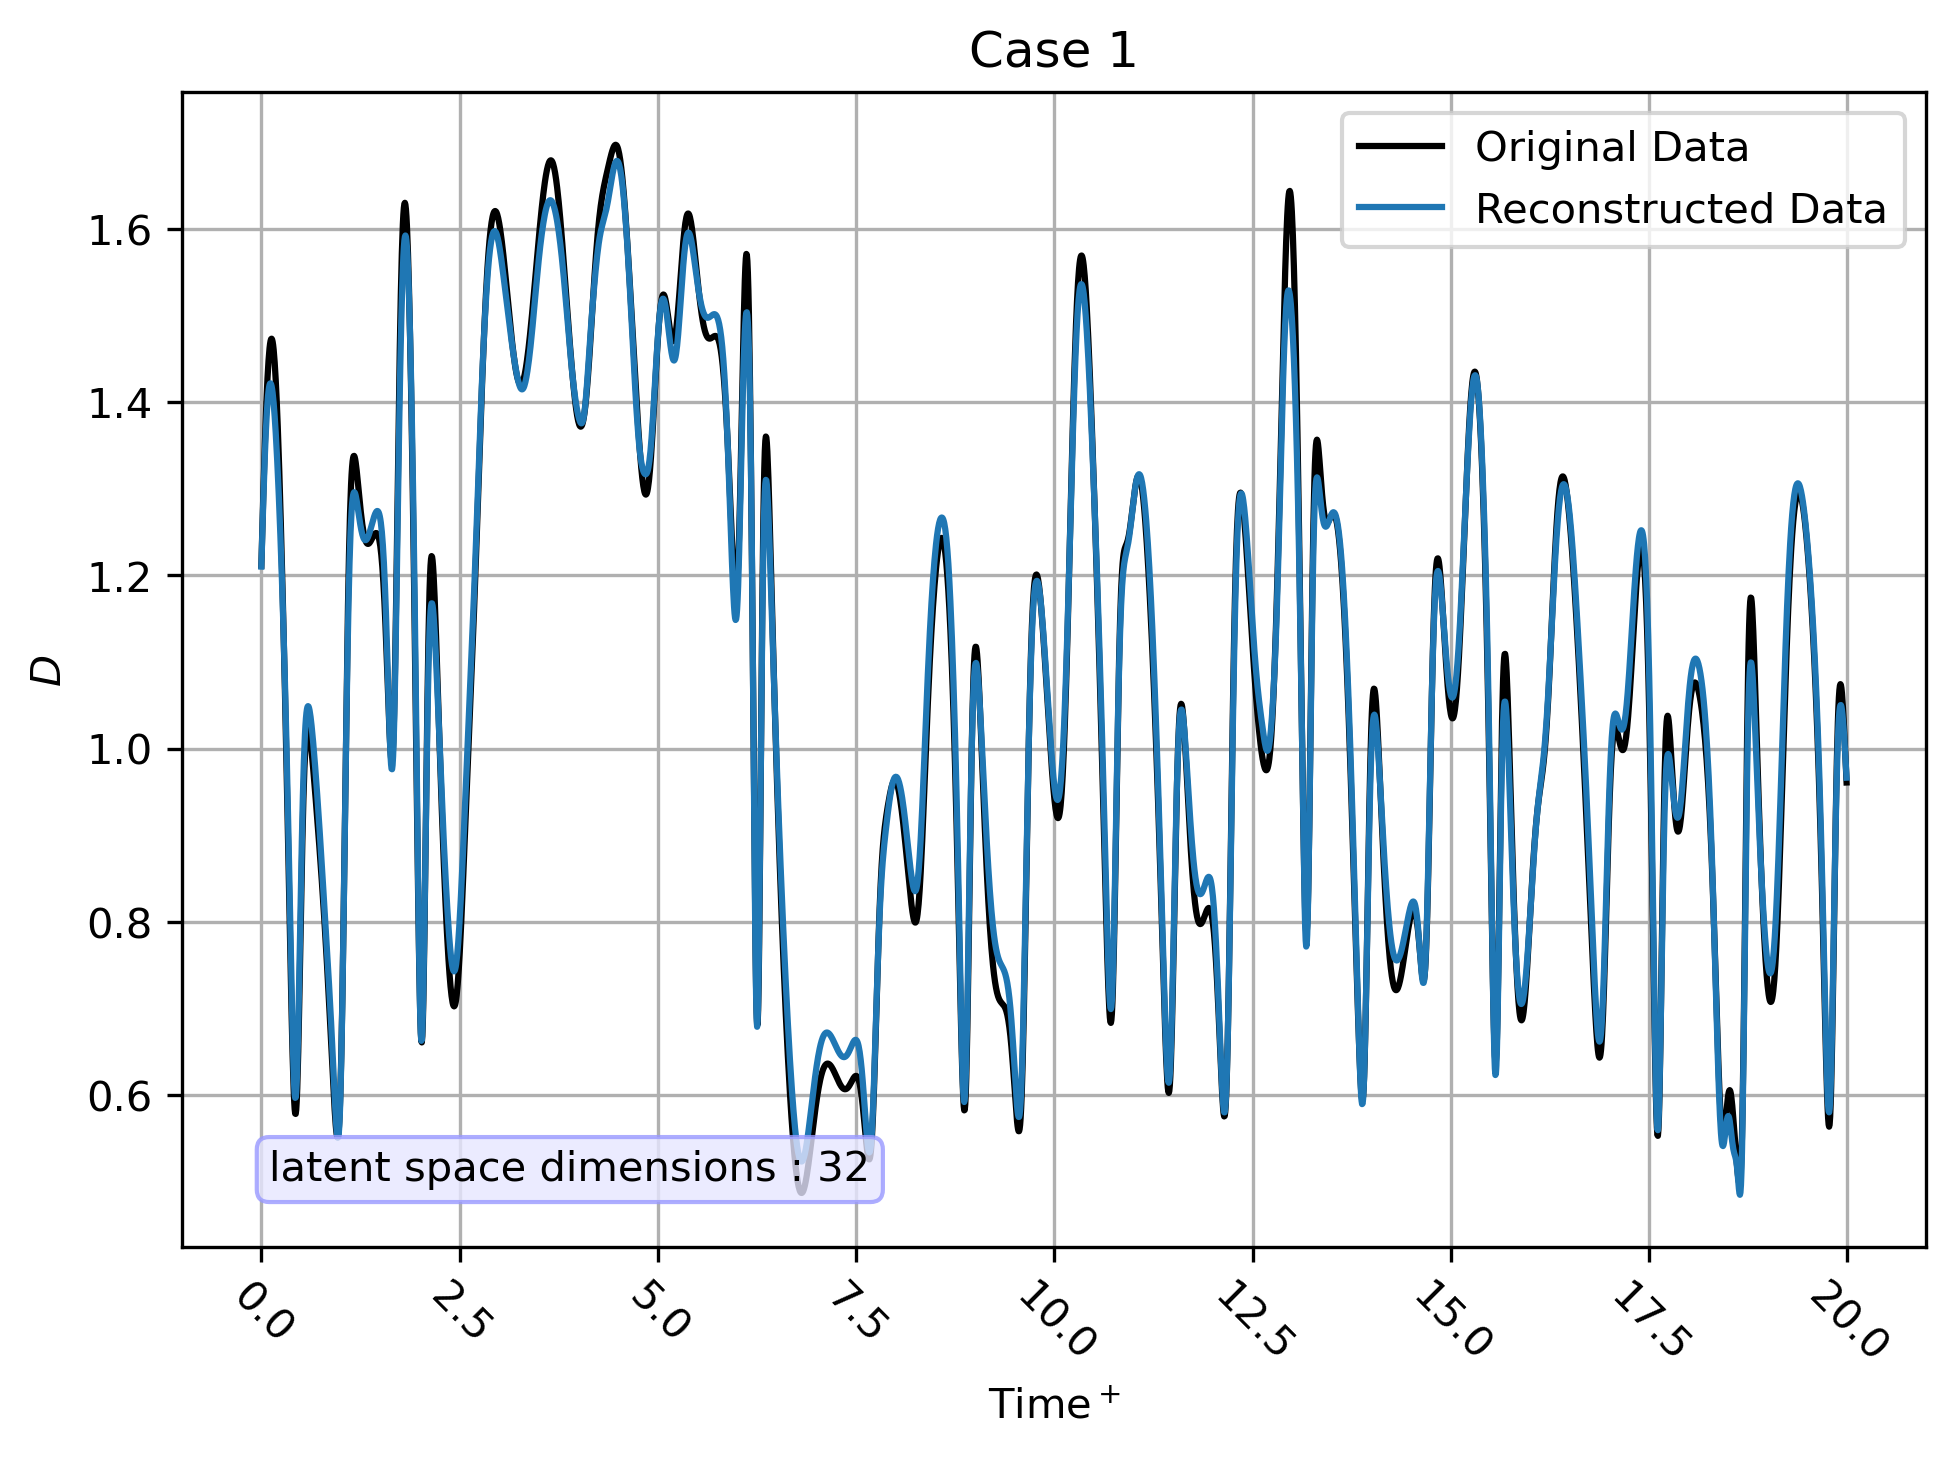 Case 1
Original Data
Reconstructed Data
D
1.6
1.4
1.2
1.0
0.8
0.6
latent space dimensions : 32
0.0 2.5 5.0 7.5 10.0 12.5 15.0 17.5 20.0
Time⁺